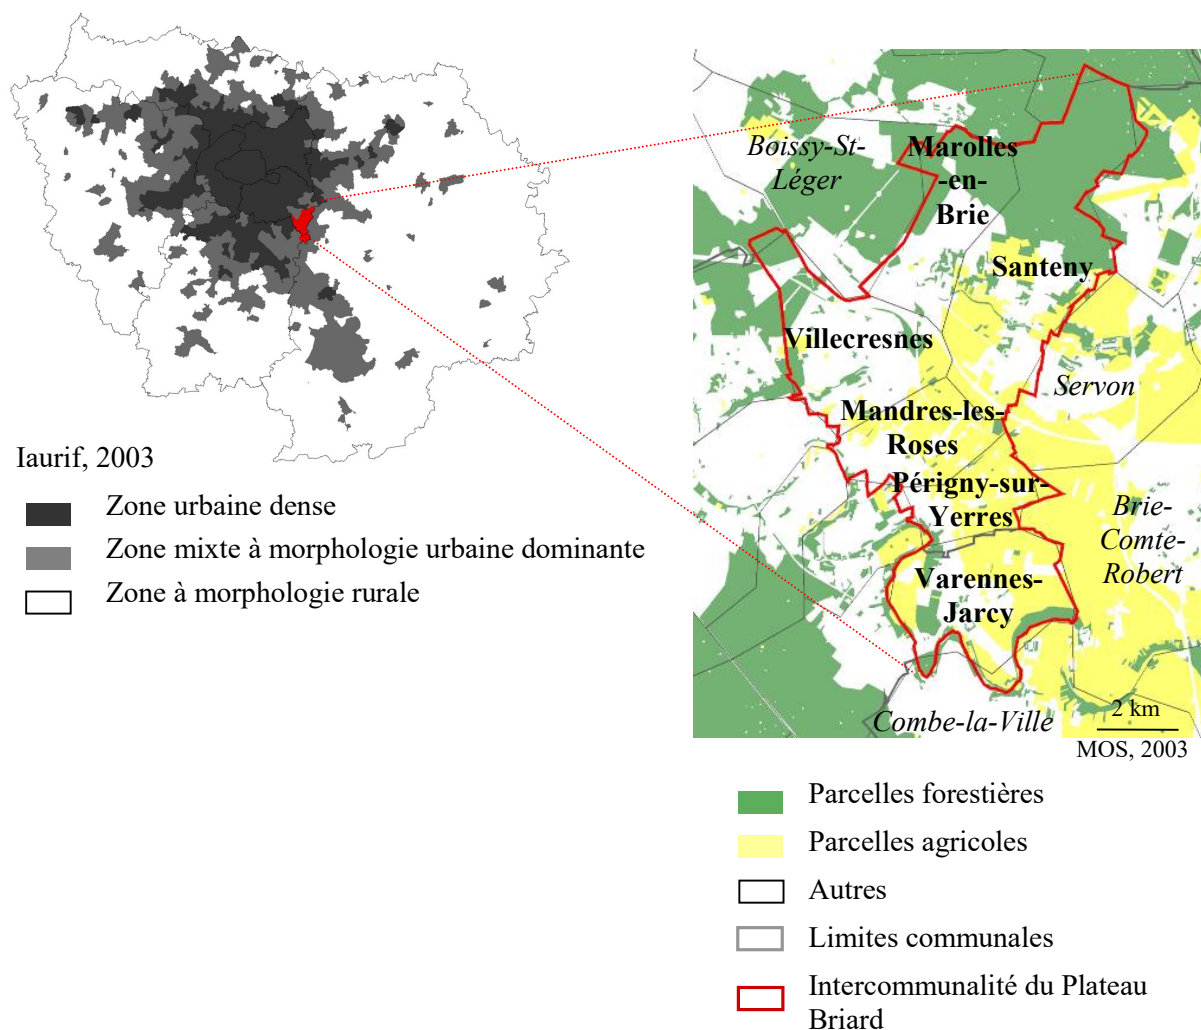 Iaurif, 2003
Zone urbaine dense
Zone mixte à morphologie urbaine dominante
Zone à morphologie rurale
Boissy-St-
Léger
Marolles
-en-
Brie
Santeny
Villecresnes
Servon
Mandres-les-
Roses
Périgny-sur-
Yerres
Brie-
Comte-
Robert
Varennes-
Jarcy
Combe-la-Ville
2 km
MOS, 2003
Parcelles forestières
Parcelles agricoles
Autres
Limites communales
Intercommunalité du Plateau
Briard